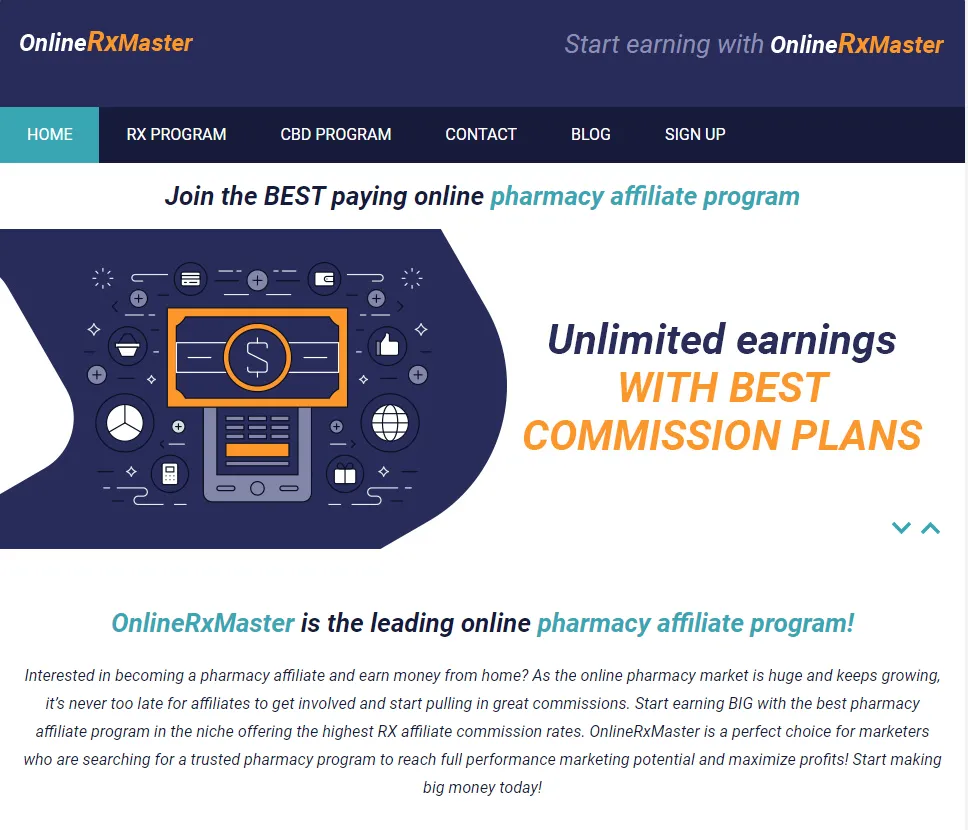 OnlineRxMaster
Start earning with OnlineRxMaster
HOME RX PROGRAM CBD PROGRAM CONTACT BLOG SIGN UP
Join the BEST paying online pharmacy affiliate program
Unlimited earnings
WITH BEST
COMMISSION PLANS
OnlineRxMaster is the leading online pharmacy affiliate program!
Interested in becoming a pharmacy affiliate and earn money from home? As the online pharmacy market is huge and keeps growing,
it’s never too late for affiliates to get involved and start pulling in great commissions. Start earning BIG with the best pharmacy
affiliate program in the niche offering the highest RX affiliate commission rates. OnlineRxMaster is a perfect choice for marketers
who are searching for a trusted pharmacy program to reach full performance marketing potential and maximize profits! Start making
big money today!